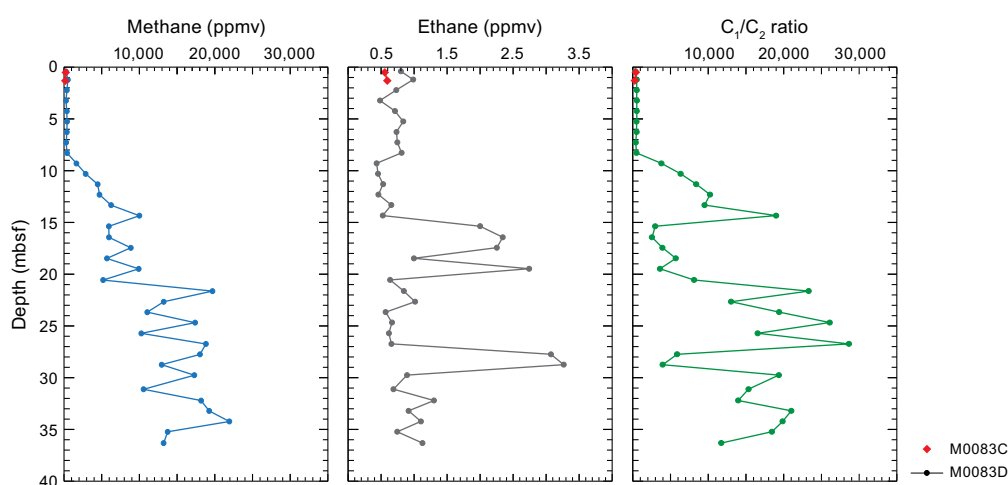 Methane (ppmv) Ethane (ppmv) C₁/C₂ ratio
10,000 20,000 30,000 0.5 1.5 2.5 3.5 10,000 20,000 30,000
0
5
10
15
20
25
30
35
40
Depth (mbsf)
M0083C
M0083D